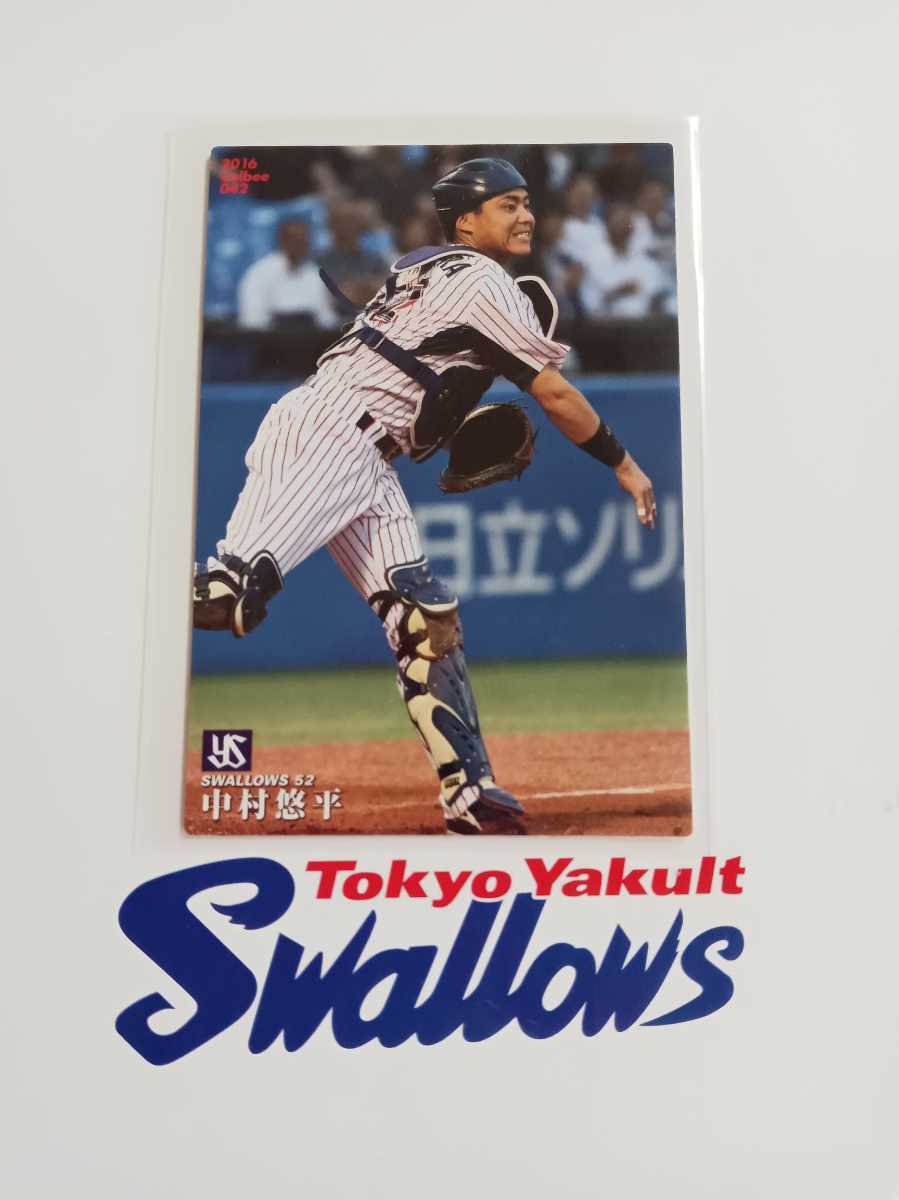 2016
Calbee
042
日立ソリ
YS
SWALLOWS 52
中村悠平
Tokyo Yakult
Swallows